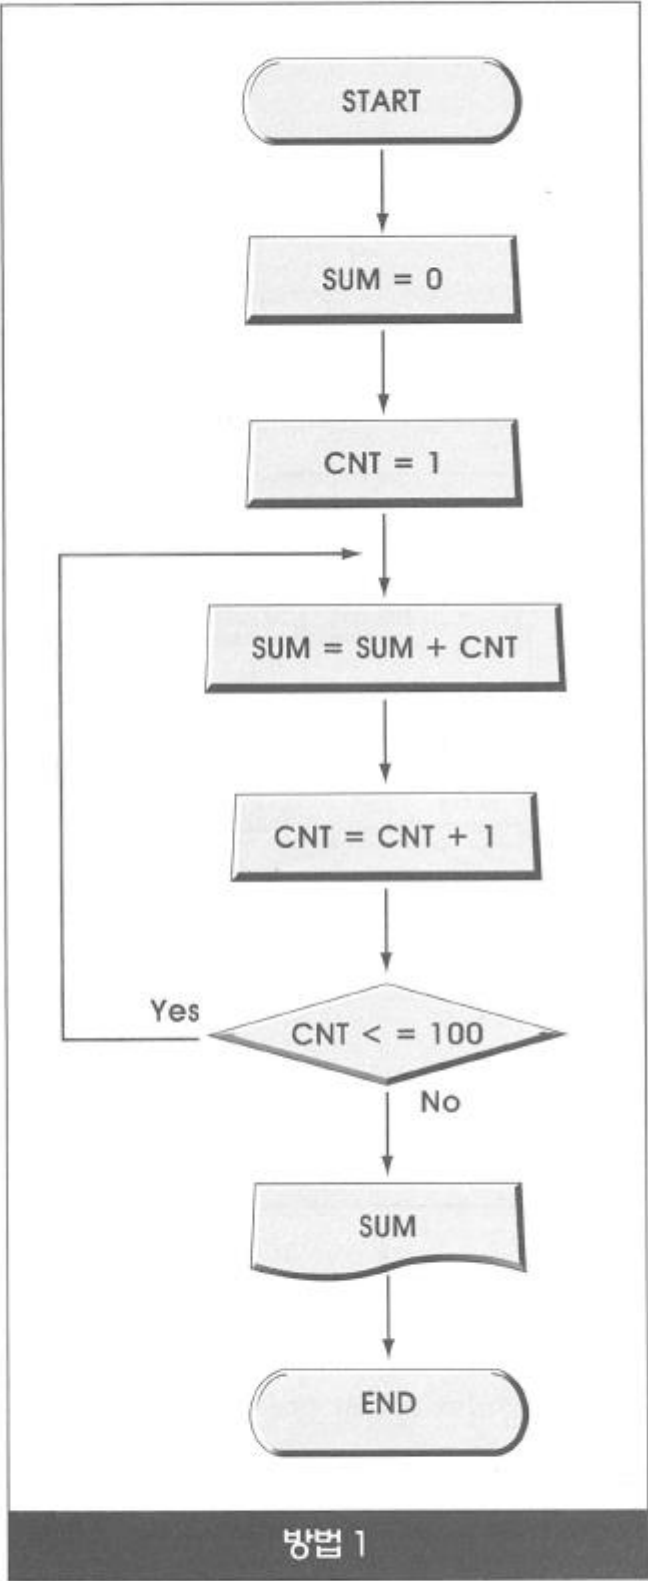 START
SUM = 0
CNT = 1
SUM = SUM + CNT
CNT = CNT + 1
Yes
CNT < = 100
No
SUM
END
방법 1